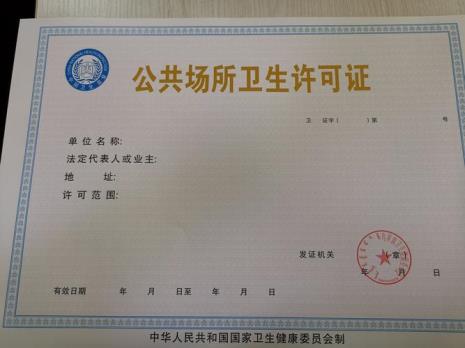 公共场所卫生许可证
卫 证字( )第 号
单位名称:
法定代表人或业主:
地 址:
许可范围:
发证机关 (章)
年 月 日
有效日期 年 月 日至 年 月 日
中华人民共和国国家卫生健康委员会制